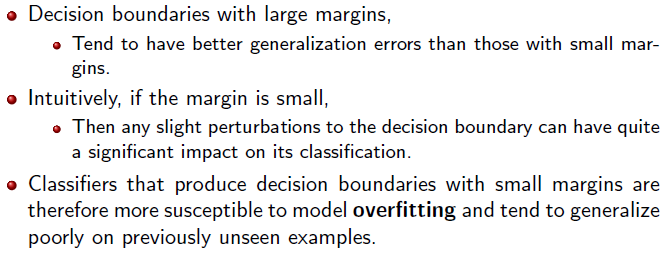 Decision boundaries with large margins,
Tend to have better generalization errors than those with small mar-
gins.
Intuitively, if the margin is small,
Then any slight perturbations to the decision boundary can have quite
a significant impact on its classification.
Classifiers that produce decision boundaries with small margins are
therefore more susceptible to model overfitting and tend to generalize
poorly on previously unseen examples.